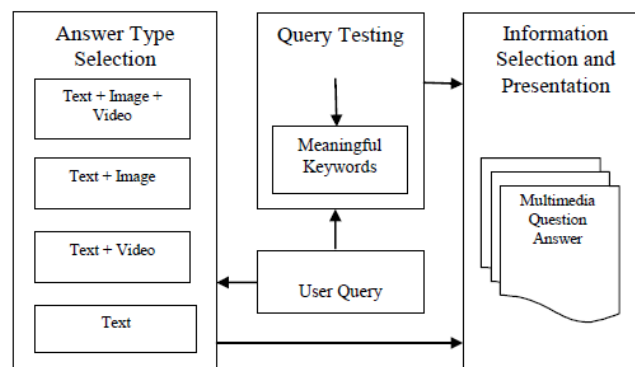 Answer Type
Selection
Text + Image +
Video
Text + Image
Text + Video
Text
Query Testing
Meaningful
Keywords
User Query
Information
Selection and
Presentation
Multimedia
Question
Answer